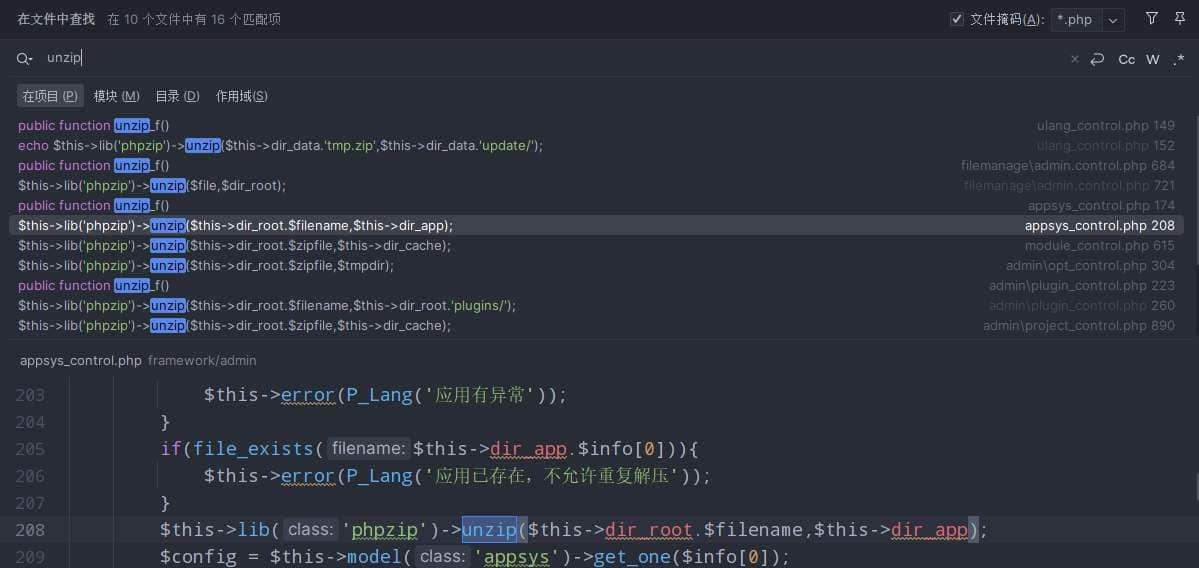 在文件中查找 在 10 个文件中有 16 个匹配项 文件掩码(A): *.php
unzip × Cc W .*
在项目 (P) 模块 (M) 目录 (D) 作用域(S)
public function unzip_f() ulang_control.php 149
echo $this->lib('phpzip')->unzip($this->dir_data.'tmp.zip',$this->dir_data.'update/'); ulang_control.php 152
public function unzip_f() filemanage\admin.control.php 684
$this->lib('phpzip')->unzip($file,$dir_root); filemanage\admin.control.php 721
public function unzip_f() appsys_control.php 174
$this->lib('phpzip')->unzip($this->dir_root.$filename,$this->dir_app); appsys_control.php 208
$this->lib('phpzip')->unzip($this->dir_root.$zipfile,$this->dir_cache); module_control.php 615
$this->lib('phpzip')->unzip($this->dir_root.$zipfile,$tmpdir); admin\opt_control.php 304
public function unzip_f() admin\plugin_control.php 223
$this->lib('phpzip')->unzip($this->dir_root.$filename,$this->dir_root.'plugins/'); admin\plugin_control.php 260
$this->lib('phpzip')->unzip($this->dir_root.$zipfile,$this->dir_cache); admin\project_control.php 890
appsys_control.php framework/admin
203 $this->error(P_Lang('应用有异常'));
204 }
205 if(file_exists( filename: $this->dir_app.$info[0])){
206 $this->error(P_Lang('应用已存在，不允许重复解压'));
207 }
208 $this->lib( class: 'phpzip')->unzip($this->dir_root.$filename,$this->dir_app);
209 $config = $this->model( class: 'appsys')->get_one($info[0]);